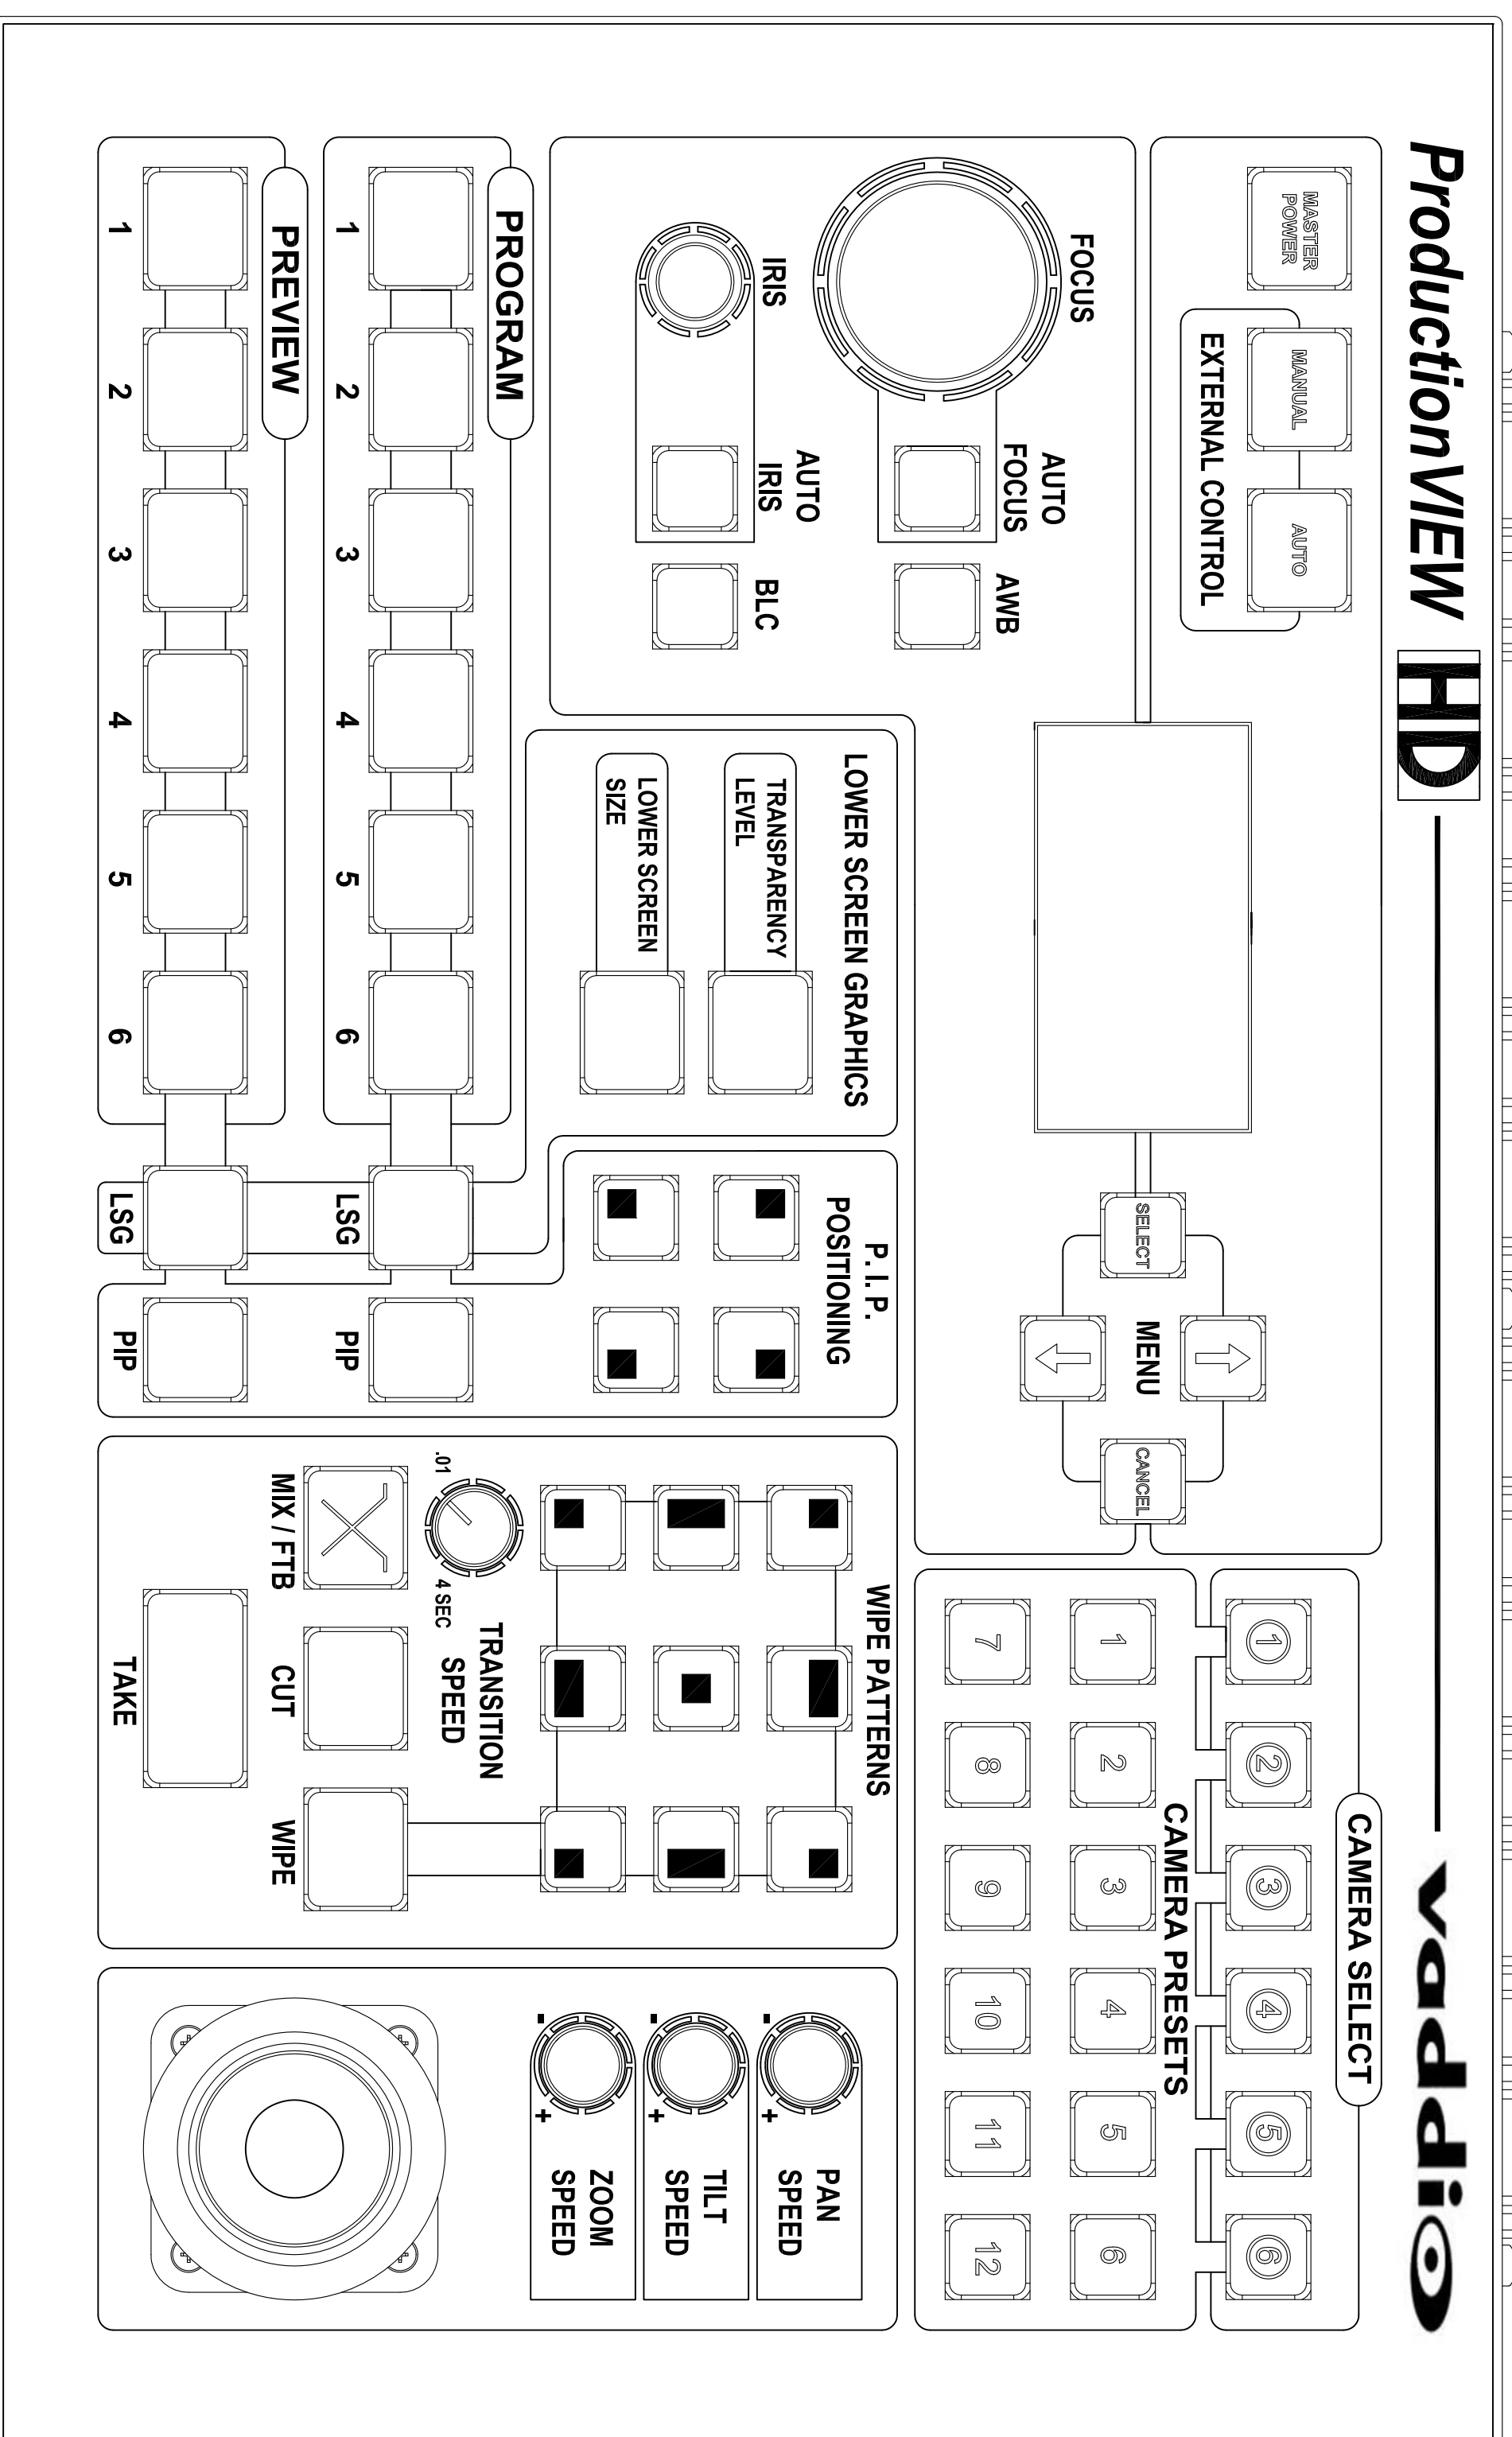 ProductionVIEW HD
vaddio
MASTER
POWER
MANUAL
AUTO
EXTERNAL CONTROL
FOCUS
AUTO
FOCUS
AWB
IRIS
AUTO
IRIS
BLC
SELECT
MENU
CANCEL
CAMERA SELECT
1 2 3 4 5 6
CAMERA PRESETS
1 2 3 4 5 6
7 8 9 10 11 12
LOWER SCREEN GRAPHICS
TRANSPARENCY
LEVEL
LOWER SCREEN
SIZE
P. I. P.
POSITIONING
WIPE PATTERNS
TRANSITION
SPEED
.01
4 SEC
MIX / FTB
CUT
WIPE
TAKE
PAN
SPEED
- +
TILT
SPEED
- +
ZOOM
SPEED
- +
PROGRAM
1 2 3 4 5 6 LSG PIP
PREVIEW
1 2 3 4 5 6 LSG PIP